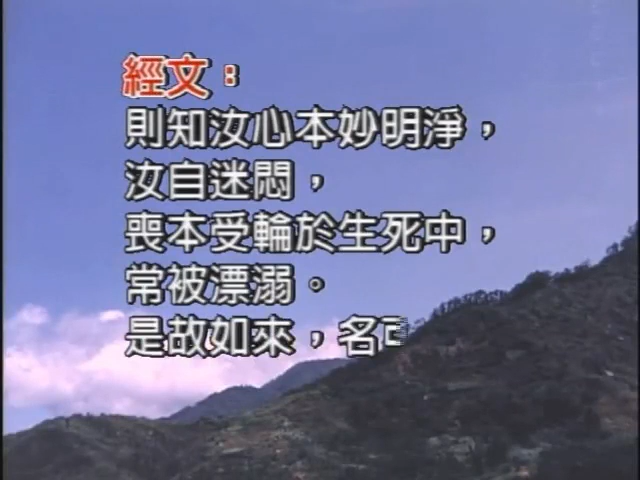 經文：
則知汝心本妙明淨，
汝自迷悶，
喪本受輪於生死中，
常被漂溺。
是故如來，名